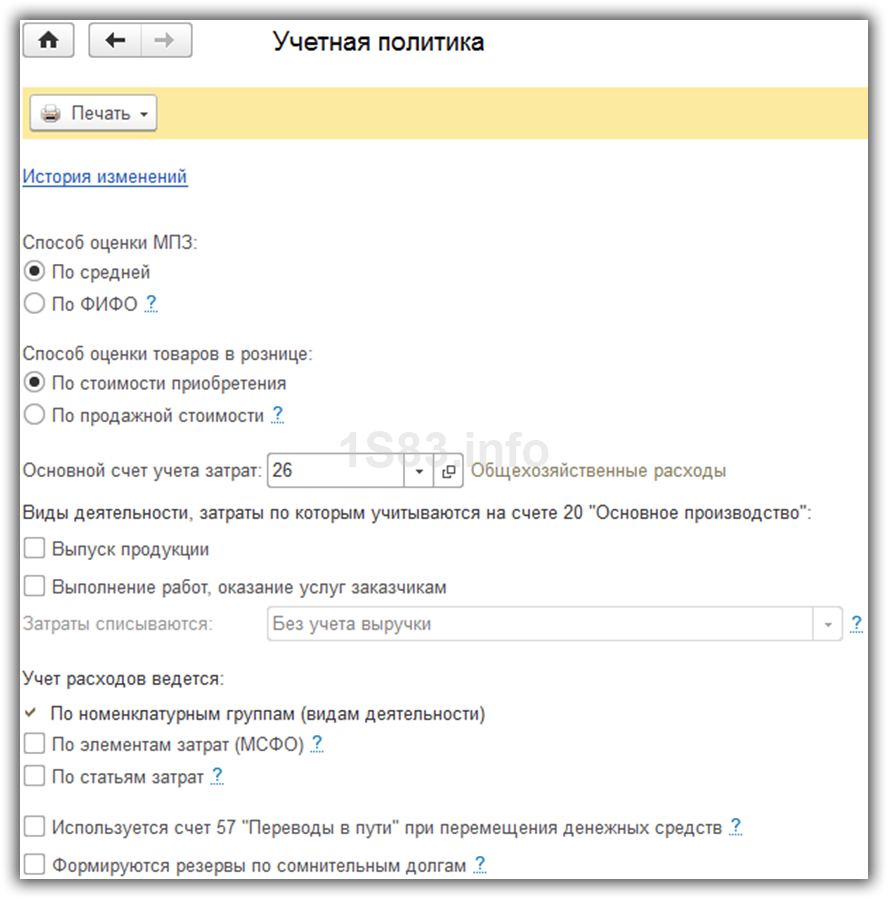 Учетная политика
Печать
История изменений
Способ оценки МПЗ:
По средней
По ФИФО ?
Способ оценки товаров в рознице:
По стоимости приобретения
По продажной стоимости ?
1S83.info
Основной счет учета затрат: 26 Общехозяйственные расходы
Виды деятельности, затраты по которым учитываются на счете 20 "Основное производство":
Выпуск продукции
Выполнение работ, оказание услуг заказчикам
Затраты списываются: Без учета выручки ?
Учет расходов ведется:
По номенклатурным группам (видам деятельности)
По элементам затрат (МСФО) ?
По статьям затрат ?
Используется счет 57 "Переводы в пути" при перемещения денежных средств ?
Формируются резервы по сомнительным долгам ?